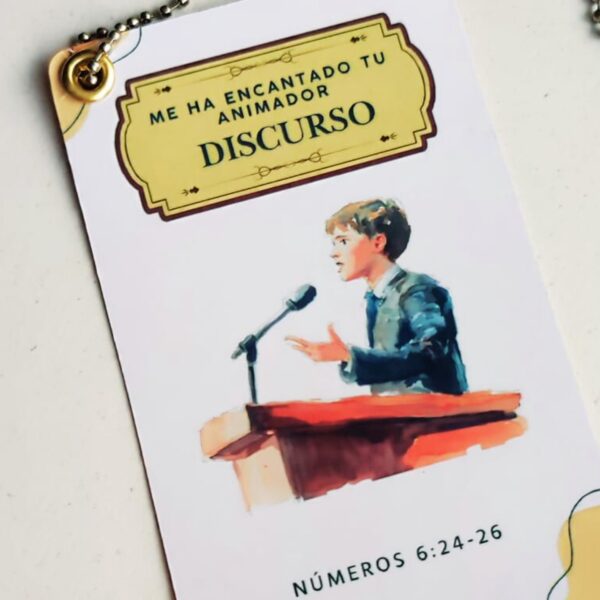 ME HA ENCANTADO TU
ANIMADOR
DISCURSO
NÚMEROS 6:24-26